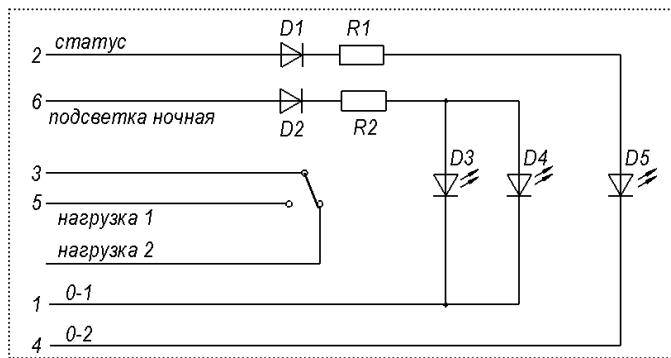 D1 R1
2 статус
6
подсветка ночная D2 R2
D3 D4 D5
3
5
нагрузка 1
нагрузка 2
1 0-1
4 0-2